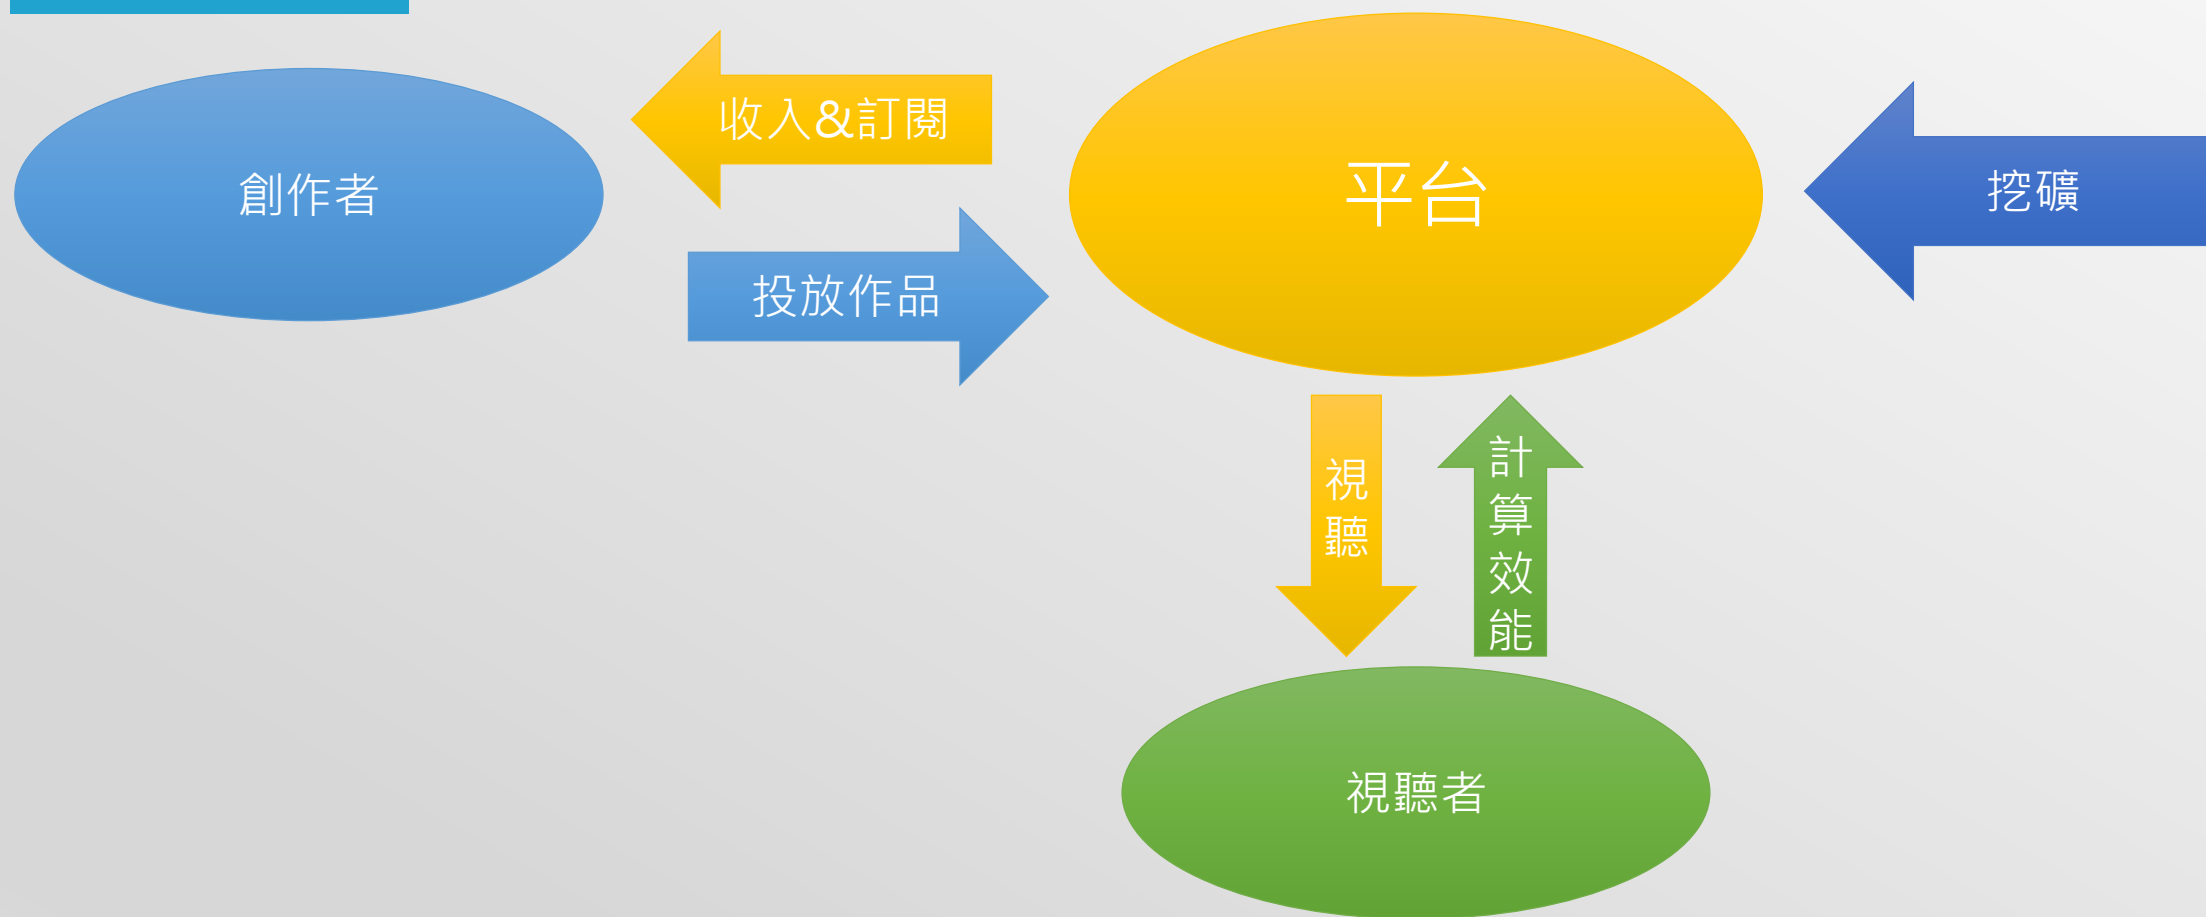 收入&訂閱
創作者
平台
挖礦
投放作品
視聽
計算效能
視聽者